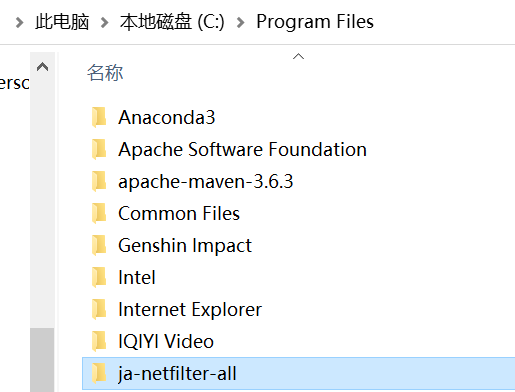 此电脑 本地磁盘 (C:) Program Files
erso
名称
Anaconda3
Apache Software Foundation
apache-maven-3.6.3
Common Files
Genshin Impact
Intel
Internet Explorer
IQIYI Video
ja-netfilter-all